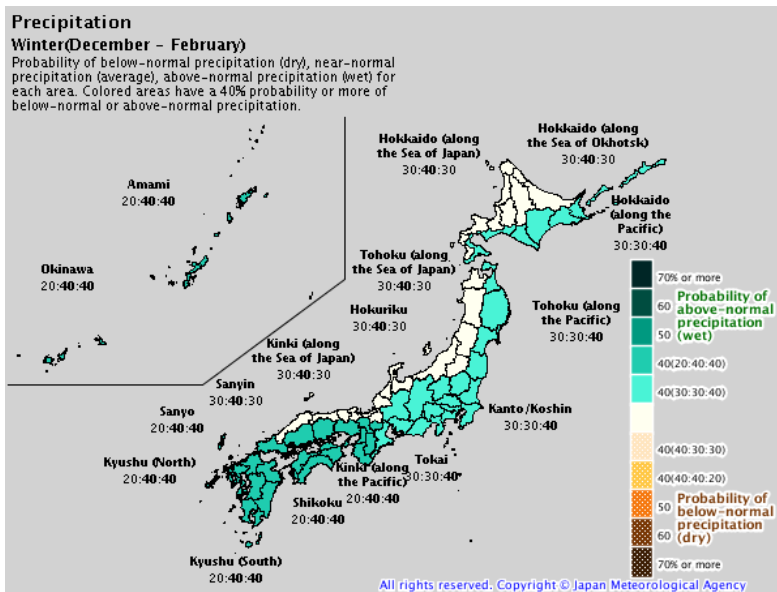 Precipitation
Winter(December - February)
Probability of below-normal precipitation (dry), near-normal
precipitation (average), above-normal precipitation (wet) for
each area. Colored areas have a 40% probability or more of
below-normal or above-normal precipitation.
Hokkaido (along
the Sea of Japan)
30:40:30
Hokkaido (along
the Sea of Okhotsk)
30:40:30
Amami
20:40:40
Hokkaido
(along the
Pacific)
30:30:40
Okinawa
20:40:40
Tohoku (along
the Sea of Japan)
30:40:30
Hokuriku
30:40:30
Tohoku (along
the Pacific)
30:30:40
Kinki (along
the Sea of Japan)
30:40:30
Sanyin
30:40:30
Sanyo
20:40:40
Kanto/Koshin
30:30:40
Kyushu (North)
20:40:40
Tokai
30:30:40
Kinki (along
the Pacific)
20:40:40
Shikoku
20:40:40
Kyushu (South)
20:40:40
70% or more
60
50
40(20:40:40)
40(30:30:40)
40(40:30:30)
40(40:40:20)
50
60
70% or more
Probability of
above-normal
precipitation
(wet)
Probability of
below-normal
precipitation
(dry)
All rights reserved. Copyright © Japan Meteorological Agency